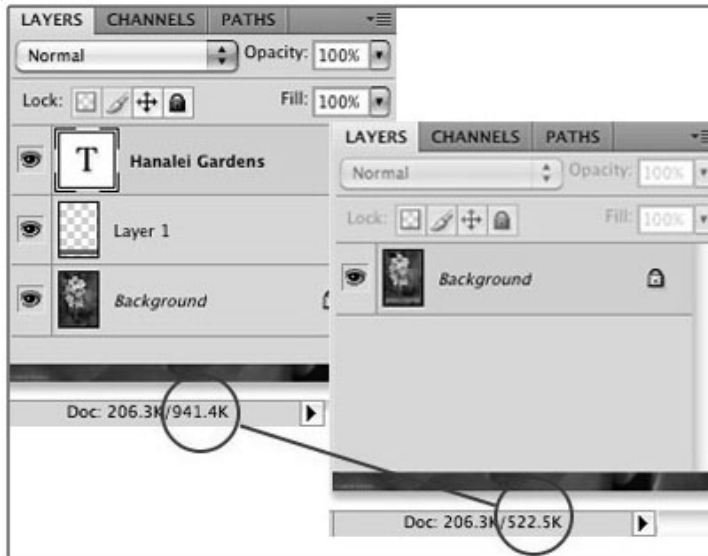 LAYERS CHANNELS PATHS
Normal Opacity: 100%
Lock: Fill: 100%
T Hanalei Gardens
Layer 1
Background
Doc: 206.3K/941.4K
LAYERS CHANNELS PATHS
Normal Opacity: 100%
Lock: Fill: 100%
Background
Doc: 206.3K/522.5K